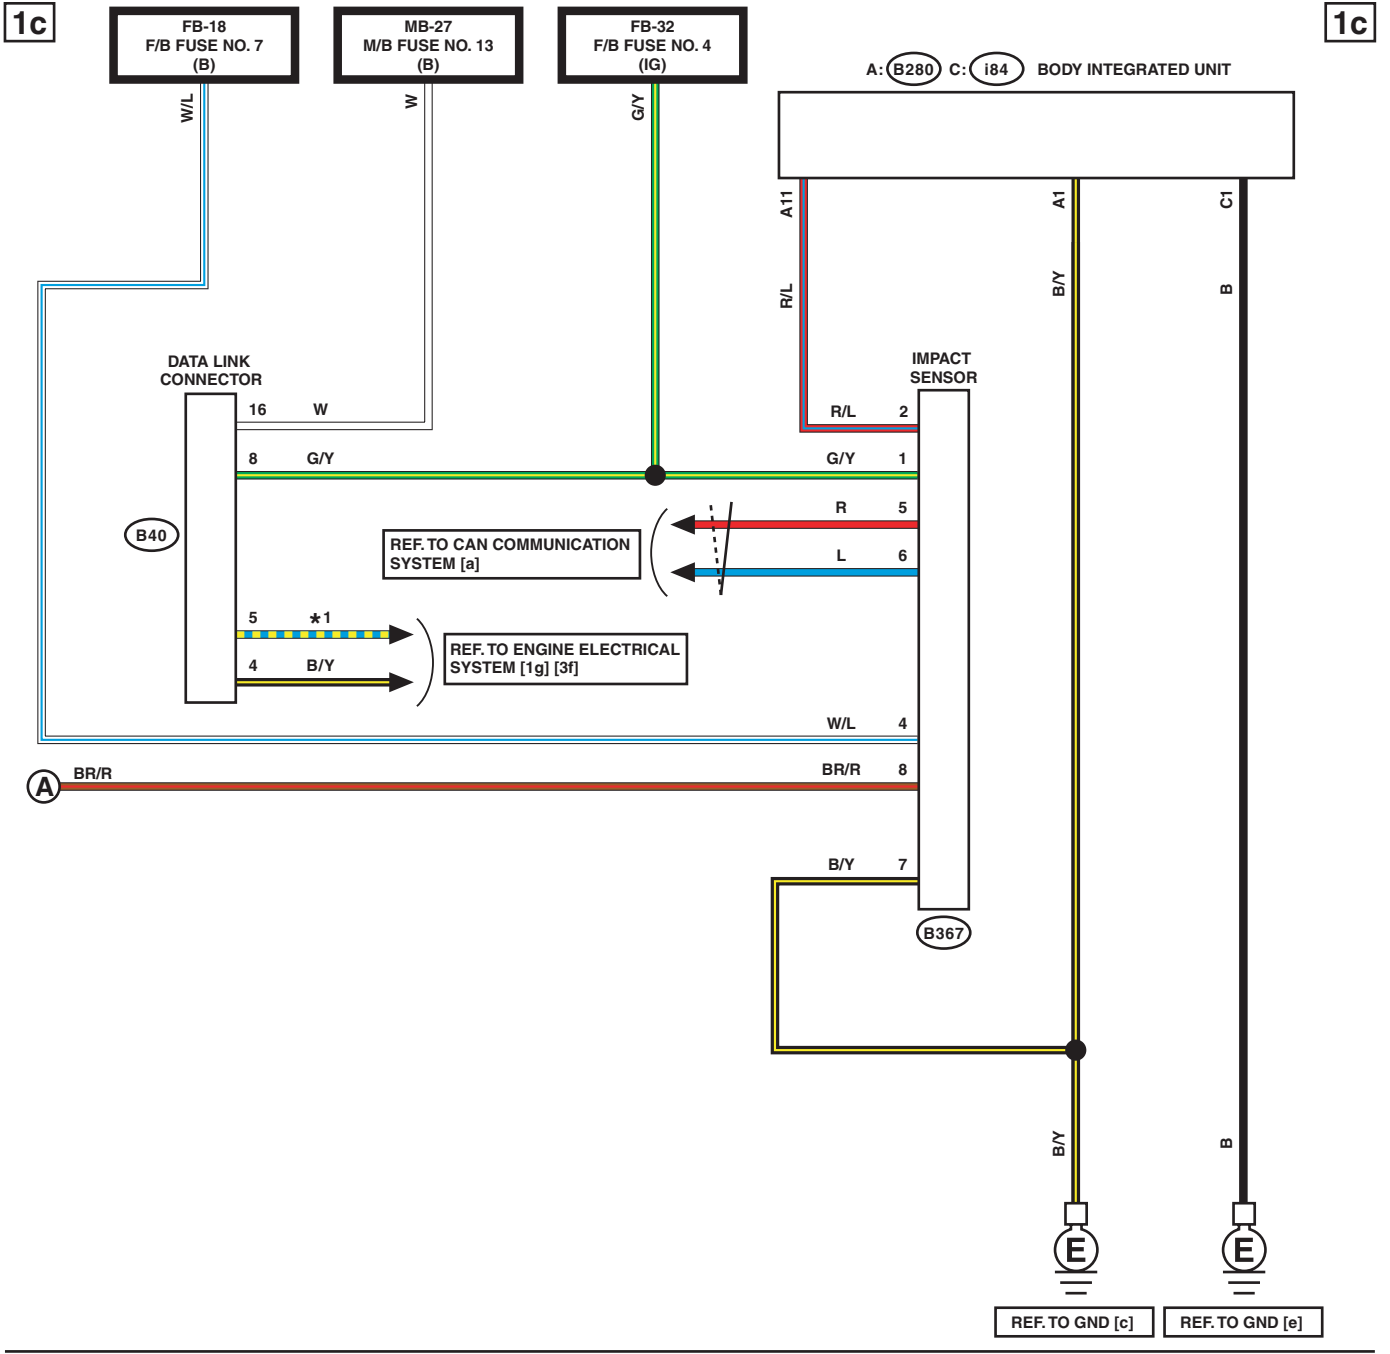 1c
1c
FB-18
F/B FUSE NO. 7
(B)
MB-27
M/B FUSE NO. 13
(B)
FB-32
F/B FUSE NO. 4
(IG)
A: B280 C: i84 BODY INTEGRATED UNIT
W/L
W
G/Y
A11
A1
C1
R/L
B/Y
B
DATA LINK
CONNECTOR
IMPACT
SENSOR
16 W
R/L 2
8 G/Y
G/Y 1
R 5
B40
REF. TO CAN COMMUNICATION
SYSTEM [a]
L 6
5 *1
4 B/Y
REF. TO ENGINE ELECTRICAL
SYSTEM [1g] [3f]
W/L 4
A BR/R
BR/R 8
B/Y 7
B367
B/Y
B
E
E
REF. TO GND [c]
REF. TO GND [e]